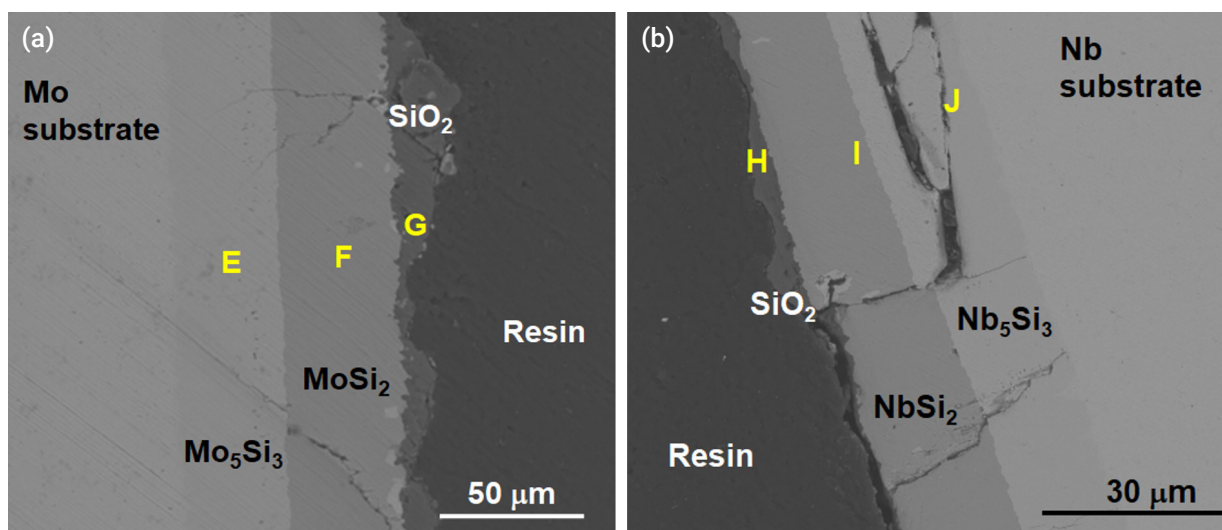 (a)
Mo
substrate
SiO₂
G
E
F
Resin
MoSi₂
Mo₅Si₃
50 μm
(b)
Nb
substrate
J
H
I
SiO₂
Nb₅Si₃
NbSi₂
Resin
30 μm